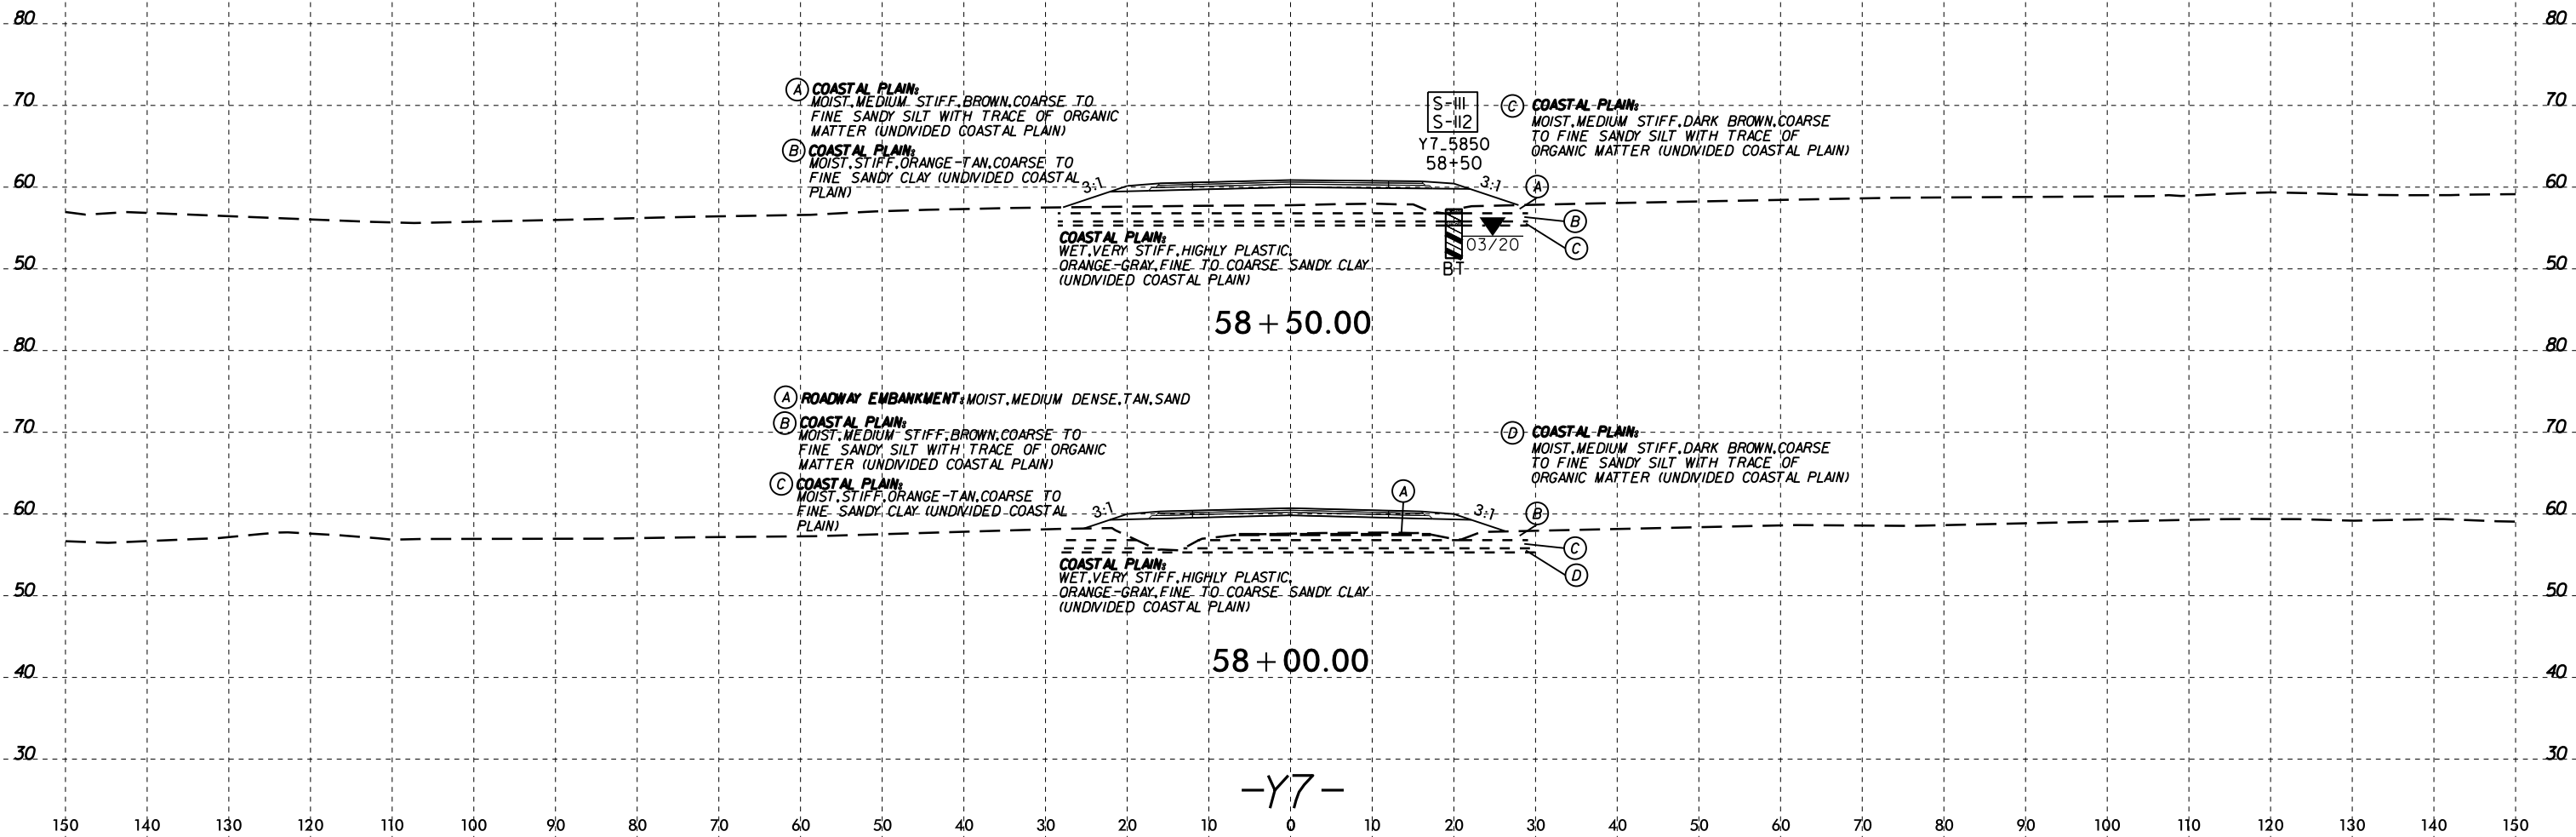 80 80
70 70
60 60
50 50
Ⓐ COASTAL PLAIN:
MOIST, MEDIUM STIFF, BROWN, COARSE TO
FINE SANDY SILT WITH TRACE OF ORGANIC
MATTER (UNDIVIDED COASTAL PLAIN)
Ⓑ COASTAL PLAIN:
MOIST, STIFF, ORANGE-TAN, COARSE TO
FINE SANDY CLAY (UNDIVIDED COASTAL
PLAIN)
S-111
S-112
Y7_5850
58+50
Ⓒ COASTAL PLAIN:
MOIST, MEDIUM STIFF, DARK BROWN, COARSE
TO FINE SANDY SILT WITH TRACE OF
ORGANIC MATTER (UNDIVIDED COASTAL PLAIN)
3:1
3:1
Ⓐ
Ⓑ
Ⓒ
03/20
BT
COASTAL PLAIN:
WET, VERY STIFF, HIGHLY PLASTIC,
ORANGE-GRAY, FINE TO COARSE SANDY CLAY
(UNDIVIDED COASTAL PLAIN)
58+50.00
80 80
70 70
60 60
50 50
40 40
30 30
Ⓐ ROADWAY EMBANKMENT: MOIST, MEDIUM DENSE, TAN, SAND
Ⓑ COASTAL PLAIN:
MOIST, MEDIUM STIFF, BROWN, COARSE TO
FINE SANDY SILT WITH TRACE OF ORGANIC
MATTER (UNDIVIDED COASTAL PLAIN)
Ⓒ COASTAL PLAIN:
MOIST, STIFF, ORANGE-TAN, COARSE TO
FINE SANDY CLAY (UNDIVIDED COASTAL
PLAIN)
Ⓓ COASTAL PLAIN:
MOIST, MEDIUM STIFF, DARK BROWN, COARSE
TO FINE SANDY SILT WITH TRACE OF
ORGANIC MATTER (UNDIVIDED COASTAL PLAIN)
3:1
Ⓐ
3:1
Ⓑ
Ⓒ
Ⓓ
COASTAL PLAIN:
WET, VERY STIFF, HIGHLY PLASTIC,
ORANGE-GRAY, FINE TO COARSE SANDY CLAY
(UNDIVIDED COASTAL PLAIN)
58+00.00
-Y7-
150 140 130 120 110 100 90 80 70 60 50 40 30 20 10 0 10 20 30 40 50 60 70 80 90 100 110 120 130 140 150